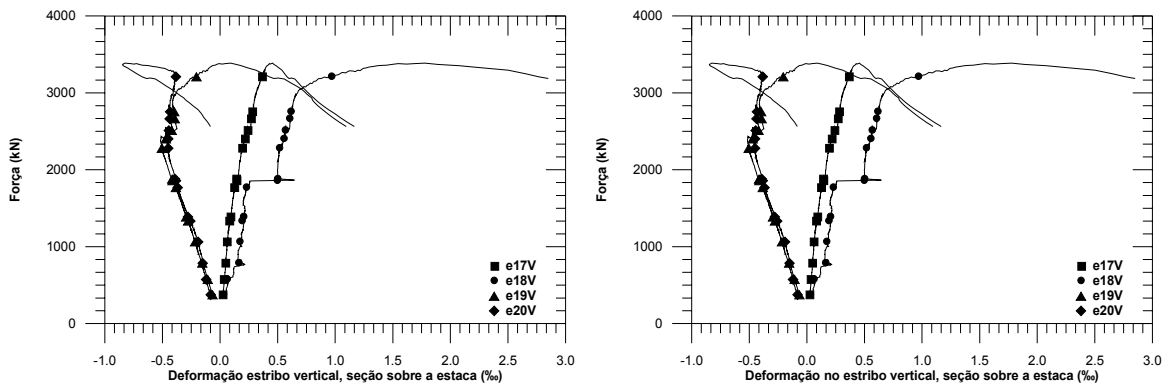 4000
3000
2000
1000
0
Força (kN)
-1.0 -0.5 0.0 0.5 1.0 1.5 2.0 2.5 3.0
Deformação estribo vertical, seção sobre a estaca (‰)
e17V
e18V
e19V
e20V
4000
3000
2000
1000
0
Força (kN)
-1.0 -0.5 0.0 0.5 1.0 1.5 2.0 2.5 3.0
Deformação no estribo vertical, seção sobre a estaca (‰)
e17V
e18V
e19V
e20V